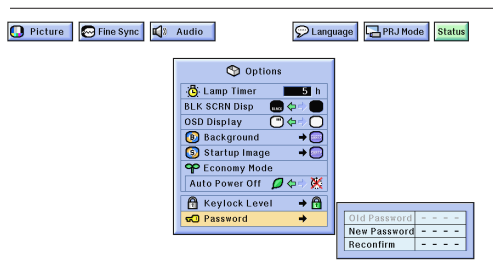 Picture Fine Sync Audio Language PRJ Mode Status
Options
Lamp Timer 5 h
BLK SCRN Disp BLACK
OSD Display
Background
Startup Image
Economy Mode
Auto Power Off
Keylock Level
Password
Old Password - - - -
New Password - - - -
Reconfirm - - - -